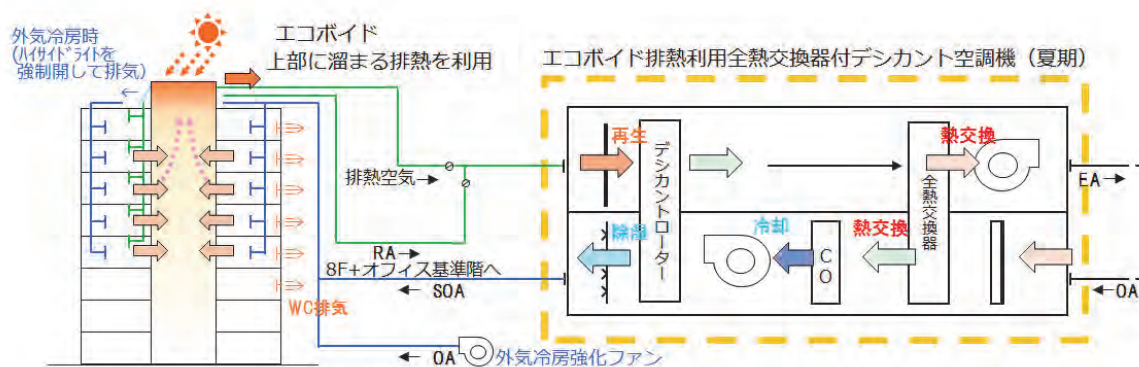 外気冷房時
(ﾊｲｻｲﾄﾞﾗｲﾄを
強制開して排気)
エコボイド
上部に溜まる排熱を利用
エコボイド排熱利用全熱交換器付デシカント空調機（夏期）
再生
デシカントローター
熱交換
全熱交換器
排熱空気→
EA→
RA→
除湿
冷却
CO
熱交換
8F+オフィス基準階へ
←SOA
WC排気
←OA
←OA
外気冷房強化ファン